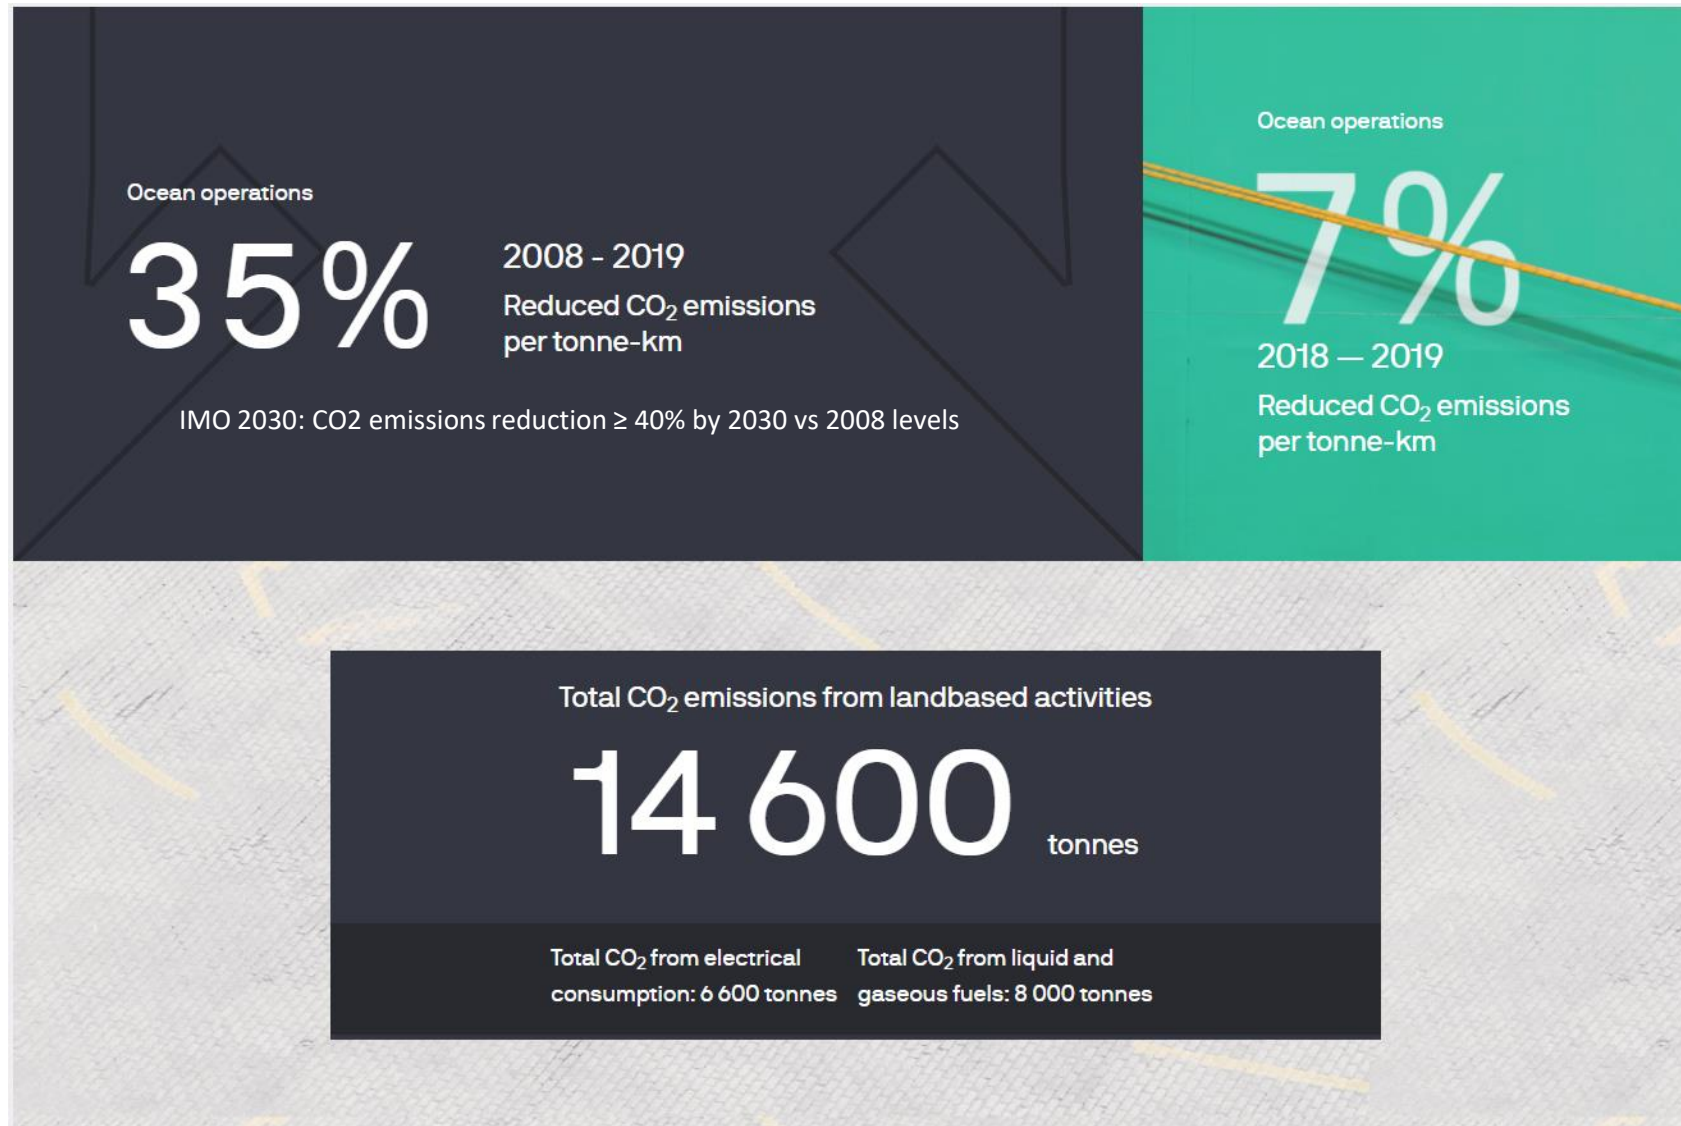 Ocean operations
35%
2008 - 2019
Reduced CO₂ emissions
per tonne-km
IMO 2030: CO2 emissions reduction ≥ 40% by 2030 vs 2008 levels
Ocean operations
7%
2018 — 2019
Reduced CO₂ emissions
per tonne-km
Total CO₂ emissions from landbased activities
14 600 tonnes
Total CO₂ from electrical
consumption: 6 600 tonnes
Total CO₂ from liquid and
gaseous fuels: 8 000 tonnes